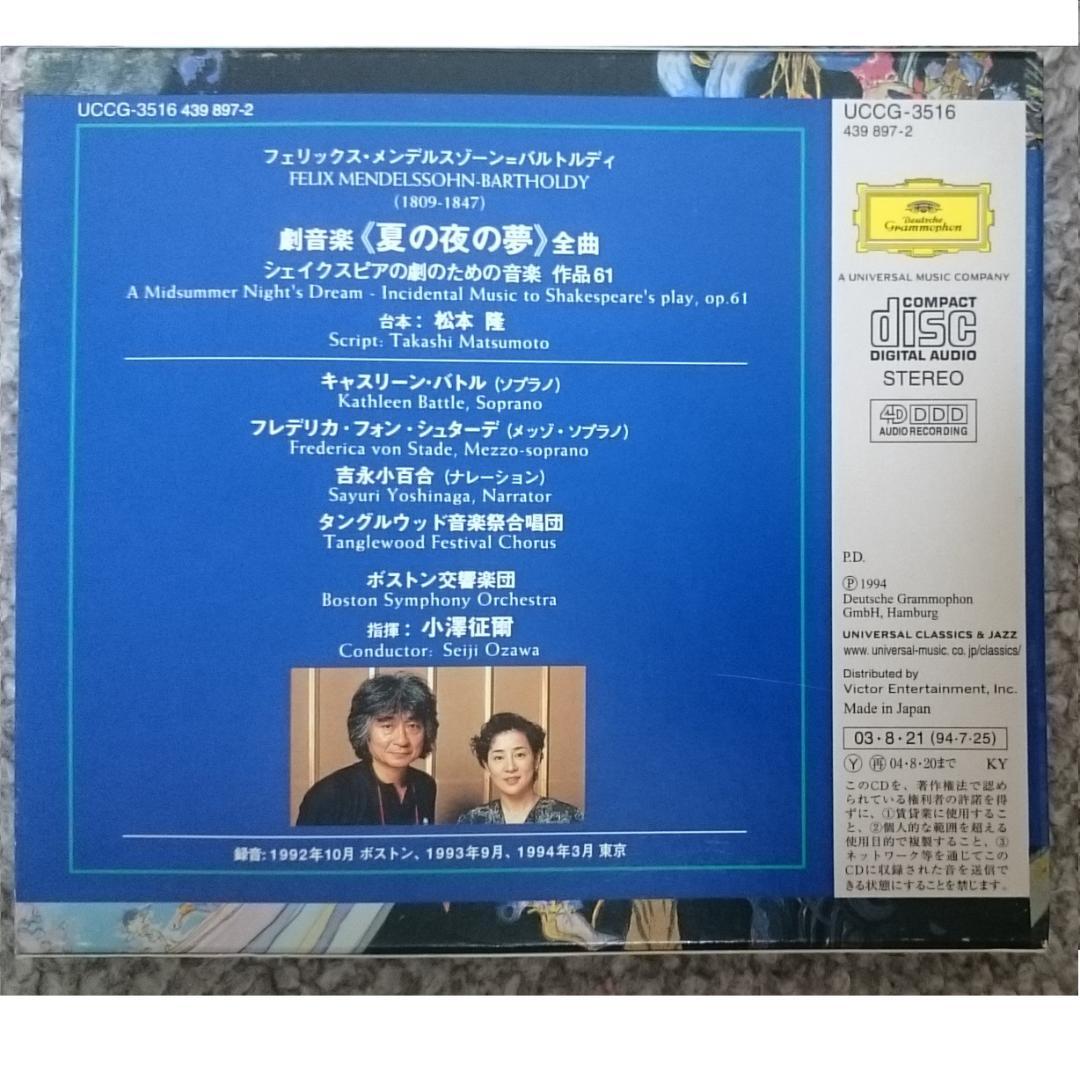 UCCG-3516 439 897-2
フェリックス・メンデルスゾーン=バルトルディ
FELIX MENDELSSOHN-BARTHOLDY
(1809-1847)
劇音楽《夏の夜の夢》全曲
シェイクスピアの劇のための音楽 作品61
A Midsummer Night's Dream - Incidental Music to Shakespeare's play, op.61
台本: 松本 隆
Script: Takashi Matsumoto
キャスリーン・バトル (ソプラノ)
Kathleen Battle, Soprano
フレデリカ・フォン・シュターデ (メッゾ・ソプラノ)
Frederica von Stade, Mezzo-soprano
吉永小百合 (ナレーション)
Sayuri Yoshinaga, Narrator
タングルウッド音楽祭合唱団
Tanglewood Festival Chorus
ボストン交響楽団
Boston Symphony Orchestra
指揮: 小澤征爾
Conductor: Seiji Ozawa
録音: 1992年10月 ボストン、1993年9月、1994年3月 東京
UCCG-3516
439 897-2
Deutsche
Grammophon
A UNIVERSAL MUSIC COMPANY
COMPACT
disc
DIGITAL AUDIO
STEREO
4D DDD
AUDIO RECORDING
P.D.
Ⓟ 1994
Deutsche Grammophon
GmbH, Hamburg
UNIVERSAL CLASSICS & JAZZ
www. universal-music. co. jp/classics/
Distributed by
Victor Entertainment, Inc.
Made in Japan
03・8・21 (94・7・25)
Ⓨ 再 04・8・20まで KY
このCDを、著作権法で認め
られている権利者の許諾を得
ずに、①賃貸業に使用するこ
と、②個人的な範囲を超える
使用目的で複製すること、③
ネットワーク等を通じてこの
CDに収録された音を送信で
きる状態にすることを禁じます。